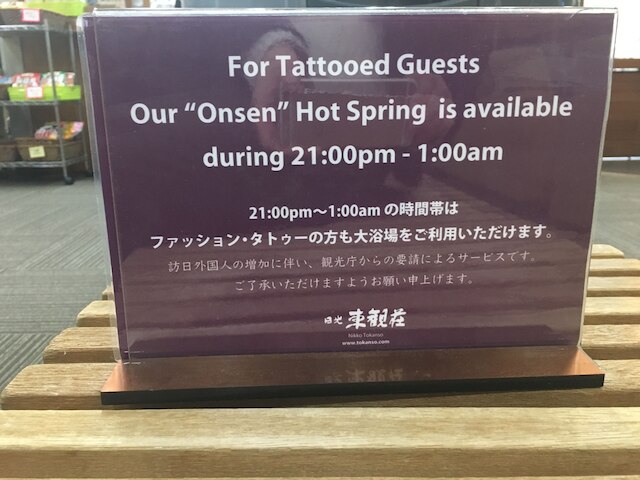 For Tattooed Guests
Our “Onsen” Hot Spring is available
during 21:00pm - 1:00am
21:00pm～1:00am の時間帯は
ファッション・タトゥーの方も大浴場をご利用いただけます。
訪日外国人の増加に伴い、観光庁からの要請によるサービスです。
ご了承いただけますようお願い申上げます。
日光 東観荘
Nikko Tokanso
www.tokanso.com